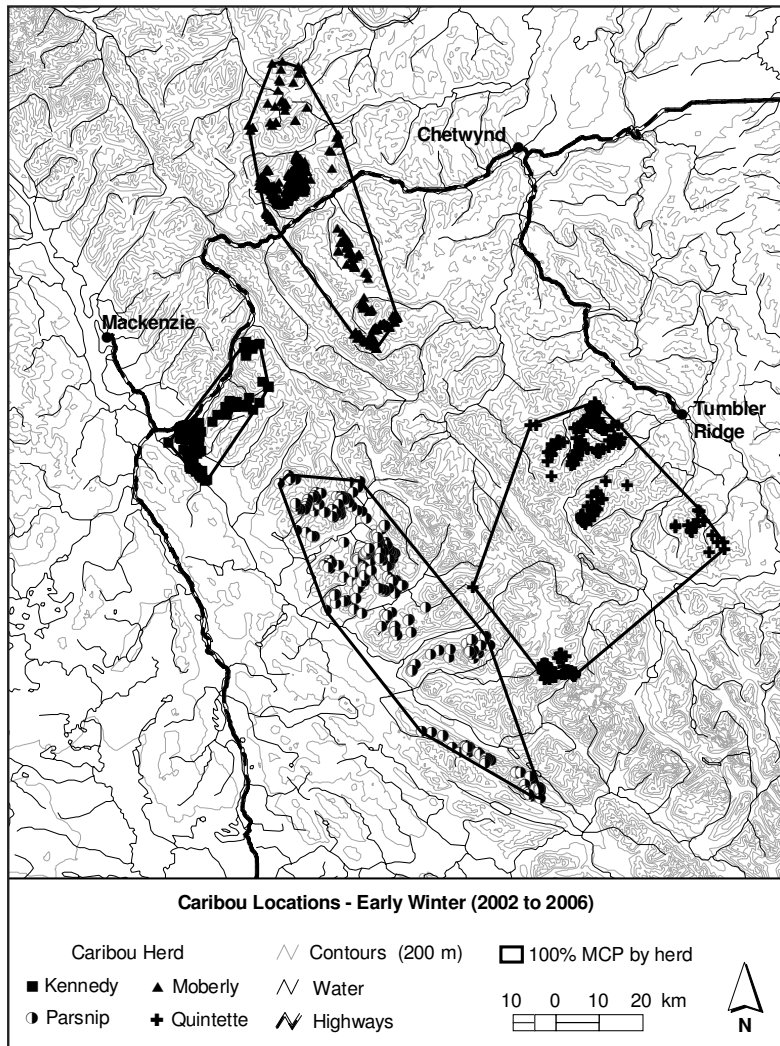 Chetwynd
Mackenzie
Tumbler
Ridge
Caribou Locations - Early Winter (2002 to 2006)
Caribou Herd
Kennedy
Moberly
Parsnip
Quintette
Contours (200 m)
Water
Highways
100% MCP by herd
10 0 10 20 km
N